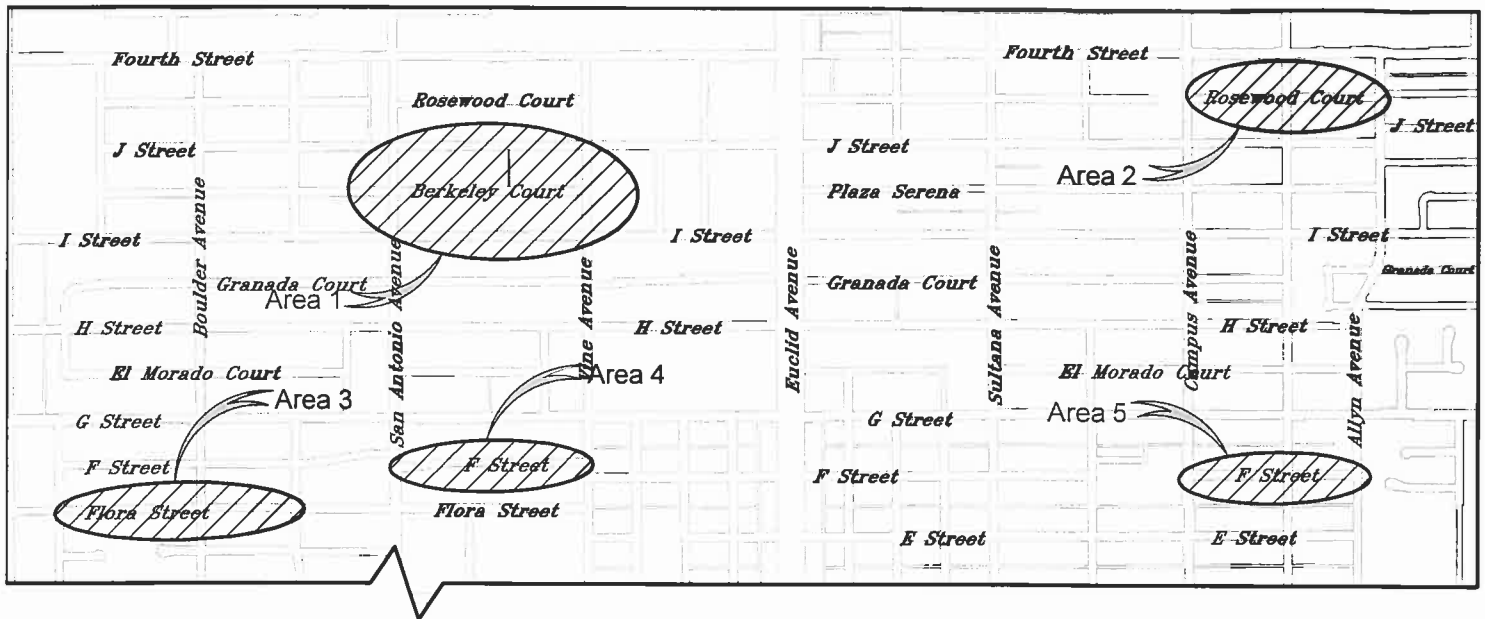 Fourth Street
Fourth Street
Rosewood Court
Rosewood Court
J Street
J Street
J Street
Area 2
Berkeley Court
Plaza Serena
Boulder Avenue
I Street
I Street
I Street
San Antonio Avenue
Vine Avenue
Euclid Avenue
Sultana Avenue
Campus Avenue
Allyn Avenue
Granada Court
Granada Court
Granada Court
Area 1
H Street
H Street
H Street
El Morado Court
El Morado Court
Area 3
Area 4
Area 5
G Street
G Street
F Street
F Street
F Street
F Street
Flora Street
Flora Street
E Street
E Street